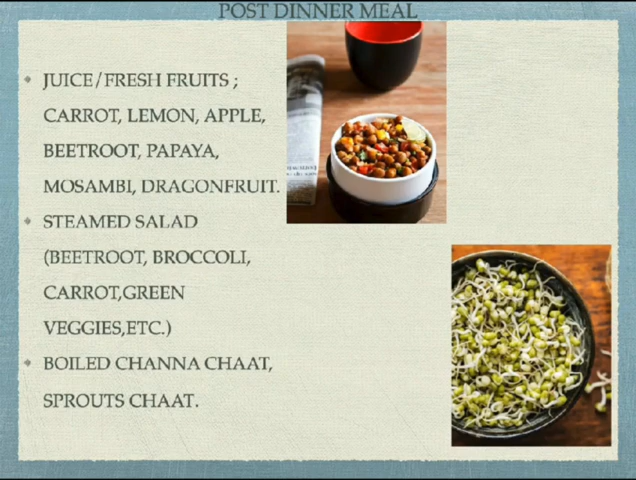 POST DINNER MEAL
JUICE/FRESH FRUITS ;
CARROT, LEMON, APPLE,
BEETROOT, PAPAYA,
MOSAMBI, DRAGONFRUIT.
STEAMED SALAD
(BEETROOT, BROCCOLI,
CARROT,GREEN
VEGGIES,ETC.)
BOILED CHANNA CHAAT,
SPROUTS CHAAT.